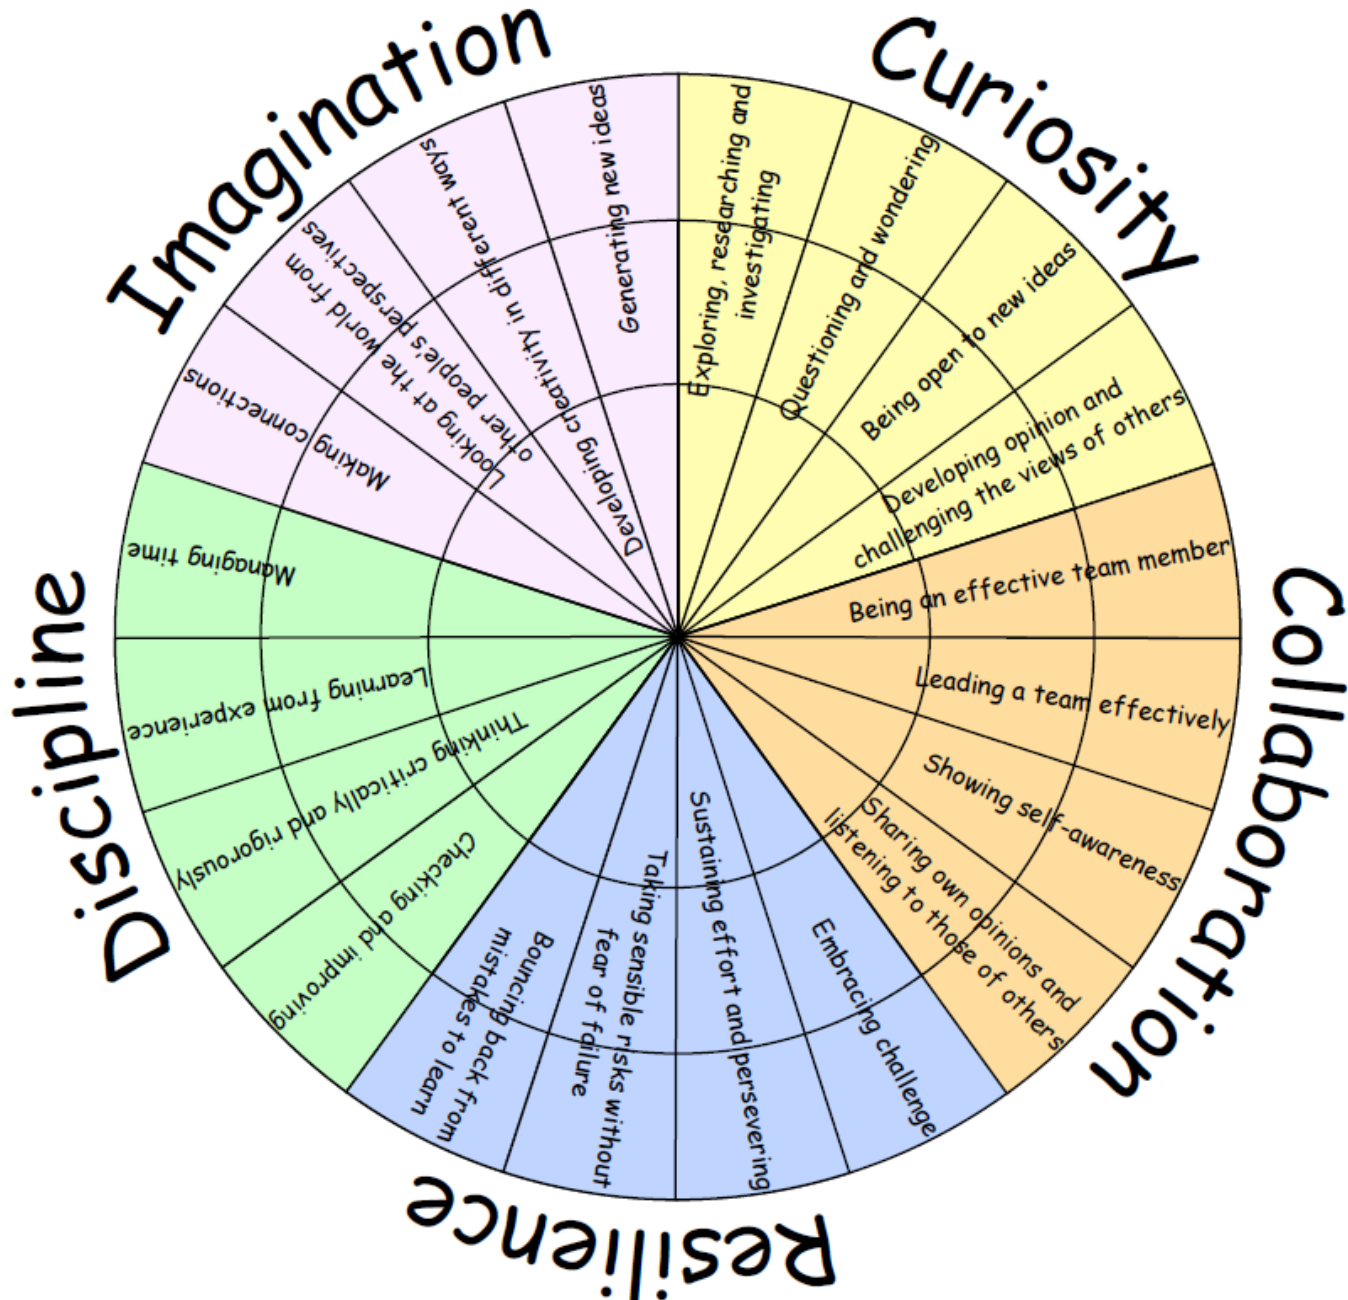 Curiosity
Exploring, researching and
investigating
Questioning and wondering
Being open to new ideas
Developing opinion and
challenging the views of others
Collaboration
Being an effective team member
Leading a team effectively
Showing self-awareness
Sharing own opinions and
listening to those of others
Resilience
Embracing challenge
Sustaining effort and persevering
Taking sensible risks without
fear of failure
Bouncing back from
mistakes to learn
Discipline
Checking and improving
Thinking critically and rigorously
Learning from experience
Managing time
Imagination
Making connections
Looking at the world from
other people's perspectives
Developing creativity in different ways
Generating new ideas